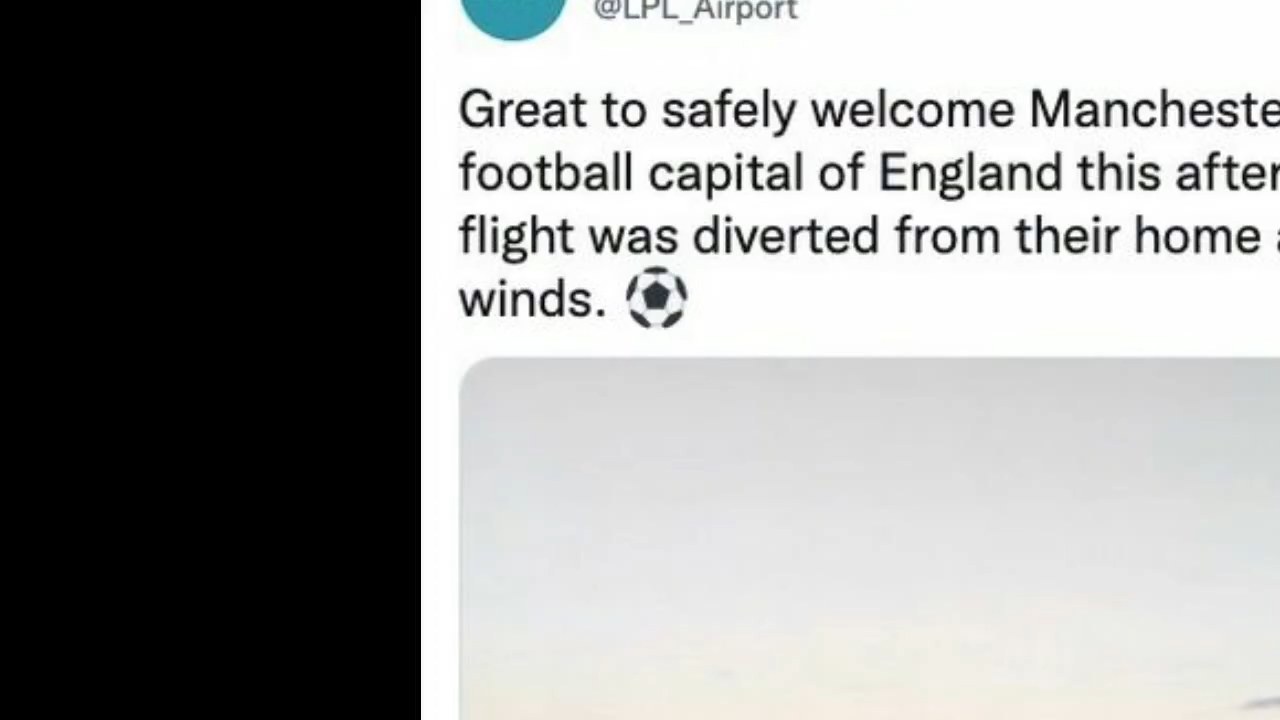 @LPL_Airport
Great to safely welcome Mancheste
football capital of England this after
flight was diverted from their home
winds. ⚽